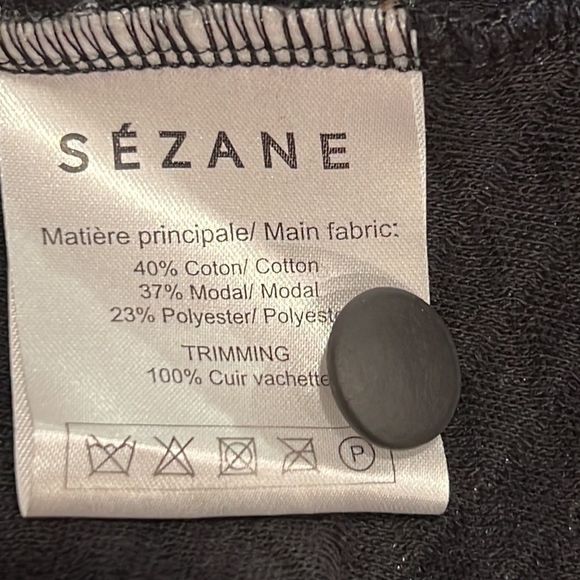 SÉZANE
Matière principale/ Main fabric:
40% Coton/ Cotton
37% Modal/ Modal
23% Polyester/
TRIMMING
100% Cuir vachette
P